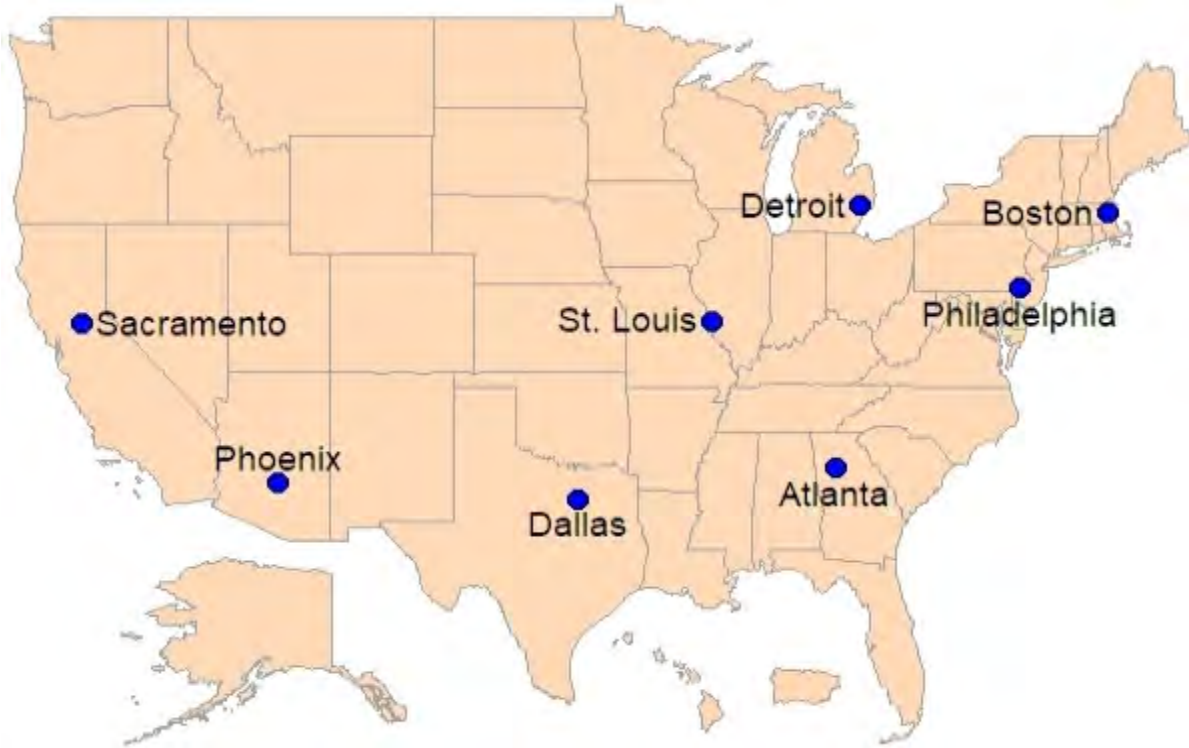 Detroit
Boston
Philadelphia
Sacramento
St. Louis
Phoenix
Atlanta
Dallas